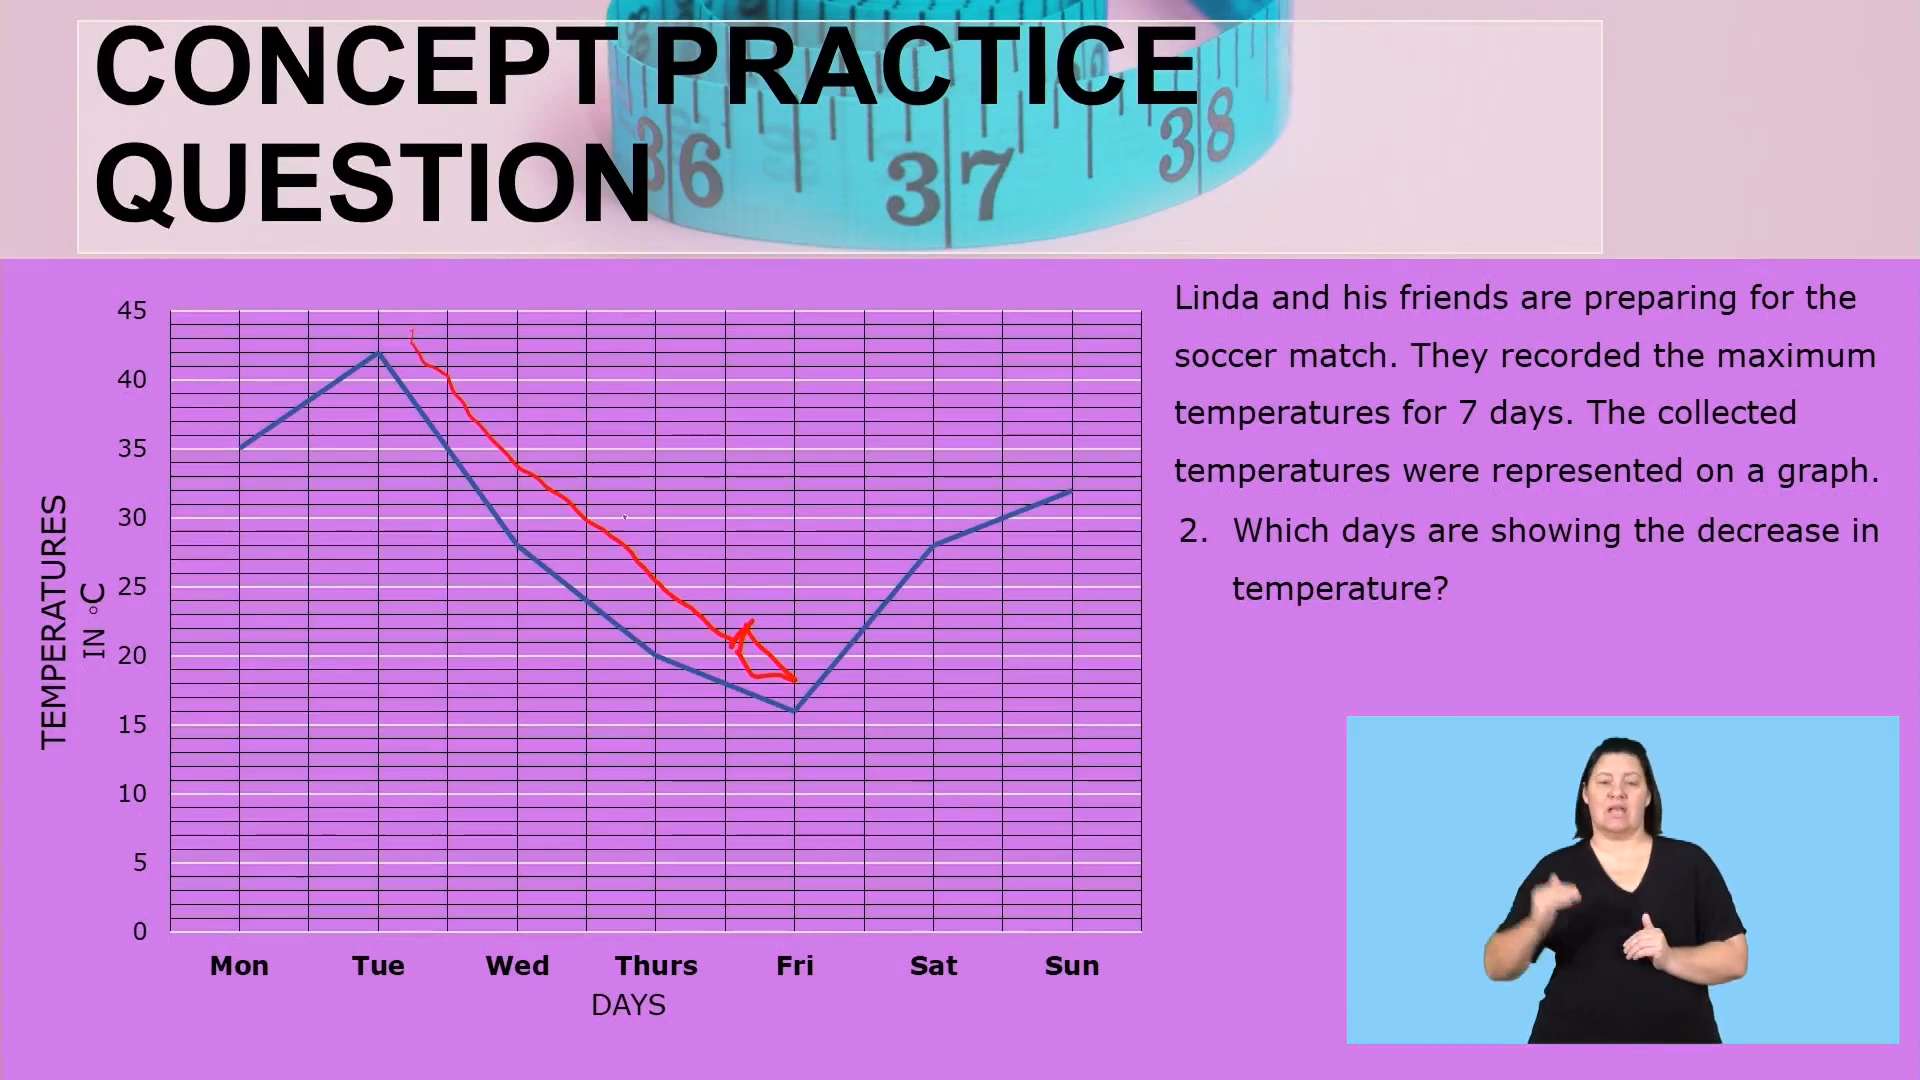 CONCEPT PRACTICE
QUESTION
36 37 38
Linda and his friends are preparing for the
soccer match. They recorded the maximum
temperatures for 7 days. The collected
temperatures were represented on a graph.
2. Which days are showing the decrease in
temperature?
TEMPERATURES
IN °C
45
40
35
30
25
20
15
10
5
0
Mon Tue Wed Thurs Fri Sat Sun
DAYS